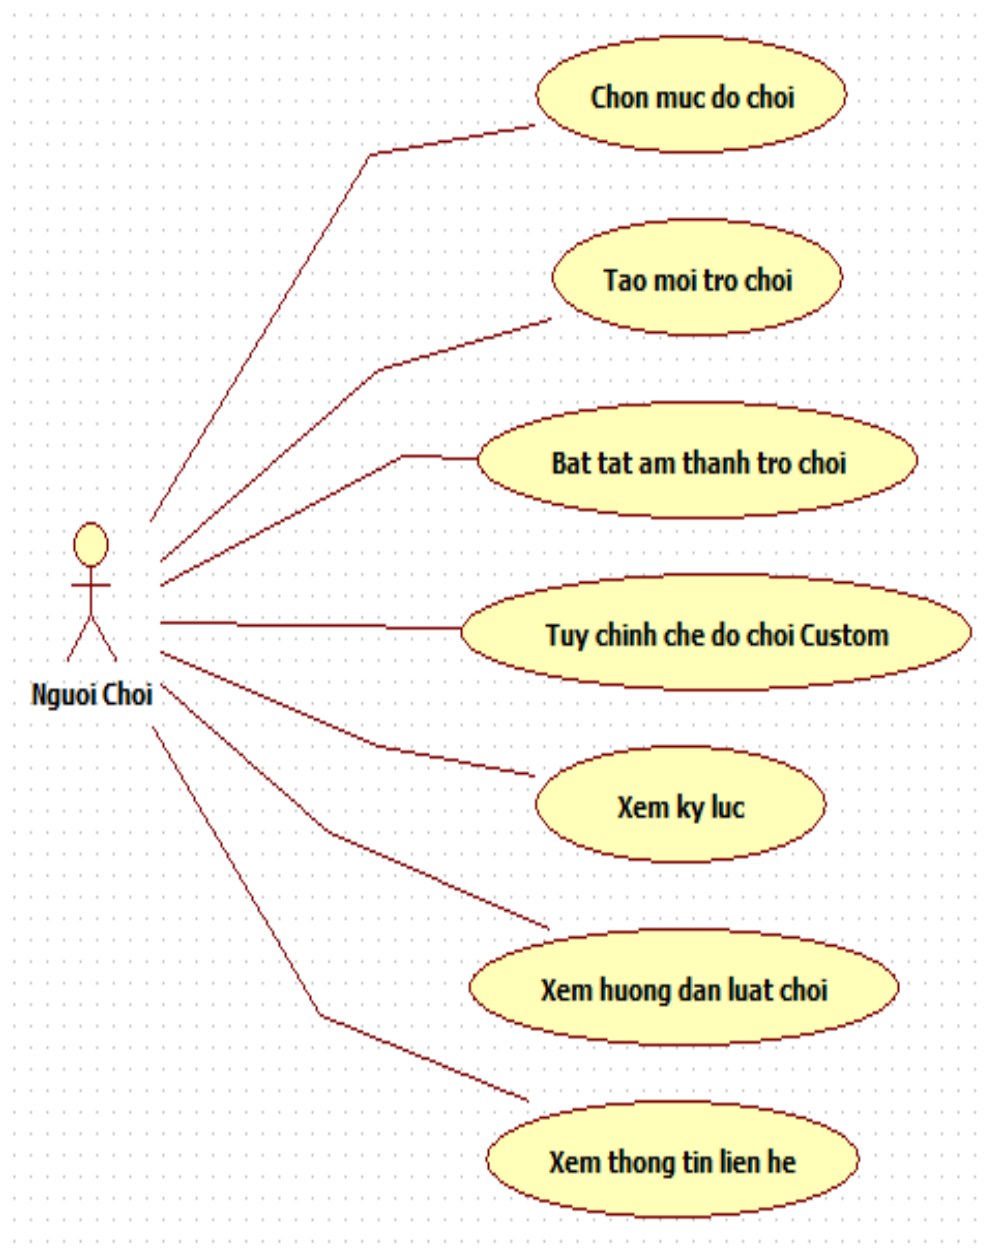 Chon muc do choi
Tao moi tro choi
Bat tat am thanh tro choi
Tuy chinh che do choi Custom
Nguoi Choi
Xem ky luc
Xem huong dan luat choi
Xem thong tin lien he